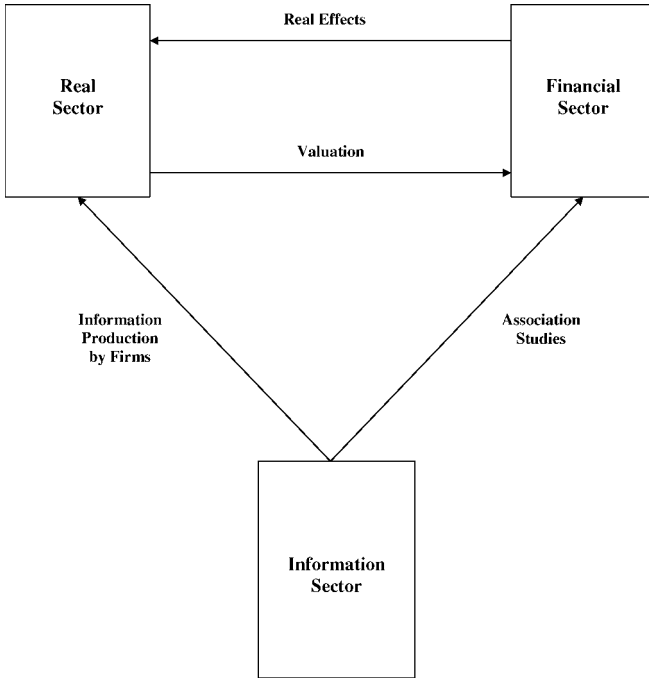 Real Effects
Real
Sector
Financial
Sector
Valuation
Information
Production
by Firms
Association
Studies
Information
Sector